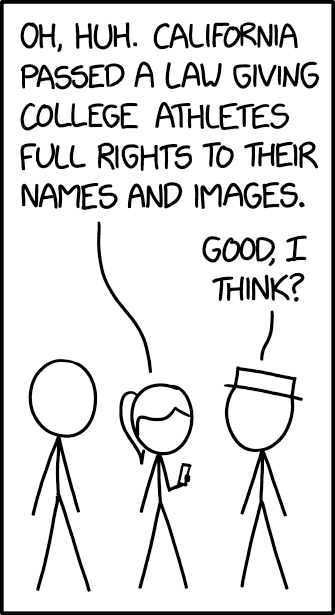 OH, HUH. CALIFORNIA
PASSED A LAW GIVING
COLLEGE ATHLETES
FULL RIGHTS TO THEIR
NAMES AND IMAGES.
GOOD, I
THINK?